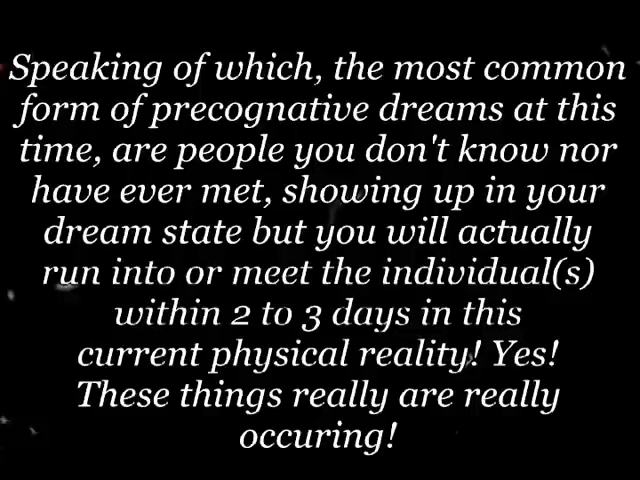 Speaking of which, the most common
form of precognative dreams at this
time, are people you don't know nor
have ever met, showing up in your
dream state but you will actually
run into or meet the individual(s)
within 2 to 3 days in this
current physical reality! Yes!
These things really are really
occuring!